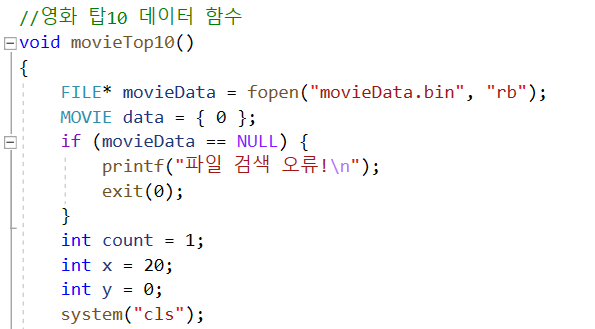 //영화 탑10 데이터 함수
void movieTop10()
{
FILE* movieData = fopen("movieData.bin", "rb");
MOVIE data = { 0 };
if (movieData == NULL) {
printf("파일 검색 오류!\n");
exit(0);
}
int count = 1;
int x = 20;
int y = 0;
system("cls");